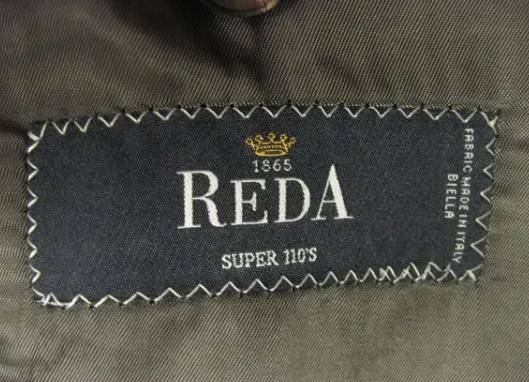 1865
REDA
SUPER 110'S
FABRIC MADE IN ITALY
BIELLA